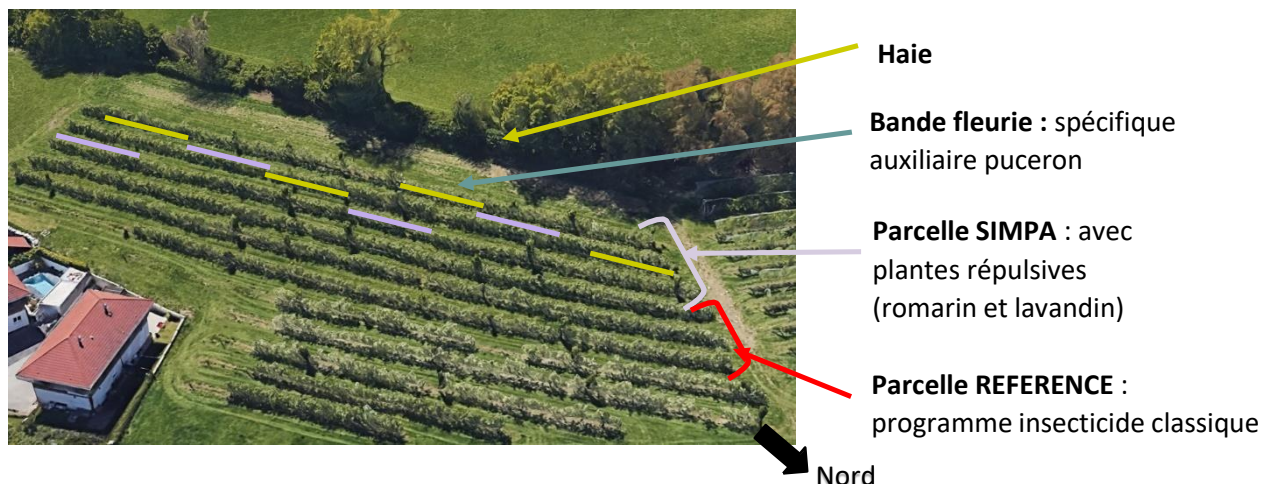 Haie
Bande fleurie : spécifique
auxiliaire puceron
Parcelle SIMPA : avec
plantes répulsives
(romarin et lavandin)
Parcelle REFERENCE :
programme insecticide classique
Nord